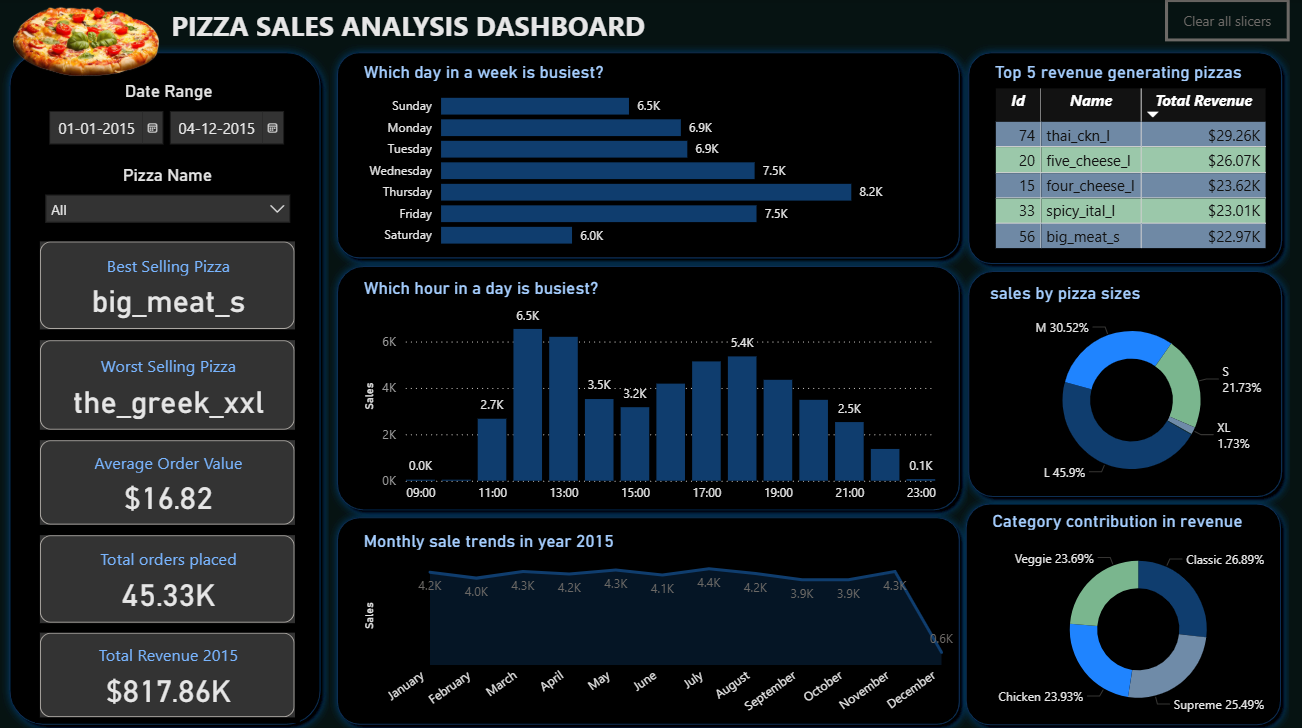 PIZZA SALES ANALYSIS DASHBOARD
Clear all slicers
Date Range
01-01-2015 04-12-2015
Pizza Name
All
Best Selling Pizza
big_meat_s
Worst Selling Pizza
the_greek_xxl
Average Order Value
$16.82
Total orders placed
45.33K
Total Revenue 2015
$817.86K
Which day in a week is busiest?
Sunday 6.5K
Monday 6.9K
Tuesday 6.9K
Wednesday 7.5K
Thursday 8.2K
Friday 7.5K
Saturday 6.0K
Which hour in a day is busiest?
Sales
6K
4K
2K
0K
0.0K 2.7K 6.5K 3.5K 3.2K 5.4K 2.5K 0.1K
09:00 11:00 13:00 15:00 17:00 19:00 21:00 23:00
Monthly sale trends in year 2015
Sales
4.2K 4.0K 4.3K 4.2K 4.3K 4.1K 4.4K 4.2K 3.9K 3.9K 4.3K 0.6K
January February March April May June July August September October November December
Top 5 revenue generating pizzas
Id Name Total Revenue
74 thai_ckn_l $29.26K
20 five_cheese_l $26.07K
15 four_cheese_l $23.62K
33 spicy_ital_l $23.01K
56 big_meat_s $22.97K
sales by pizza sizes
M 30.52%
S
21.73%
XL
1.73%
L 45.9%
Category contribution in revenue
Veggie 23.69% Classic 26.89%
Chicken 23.93% Supreme 25.49%